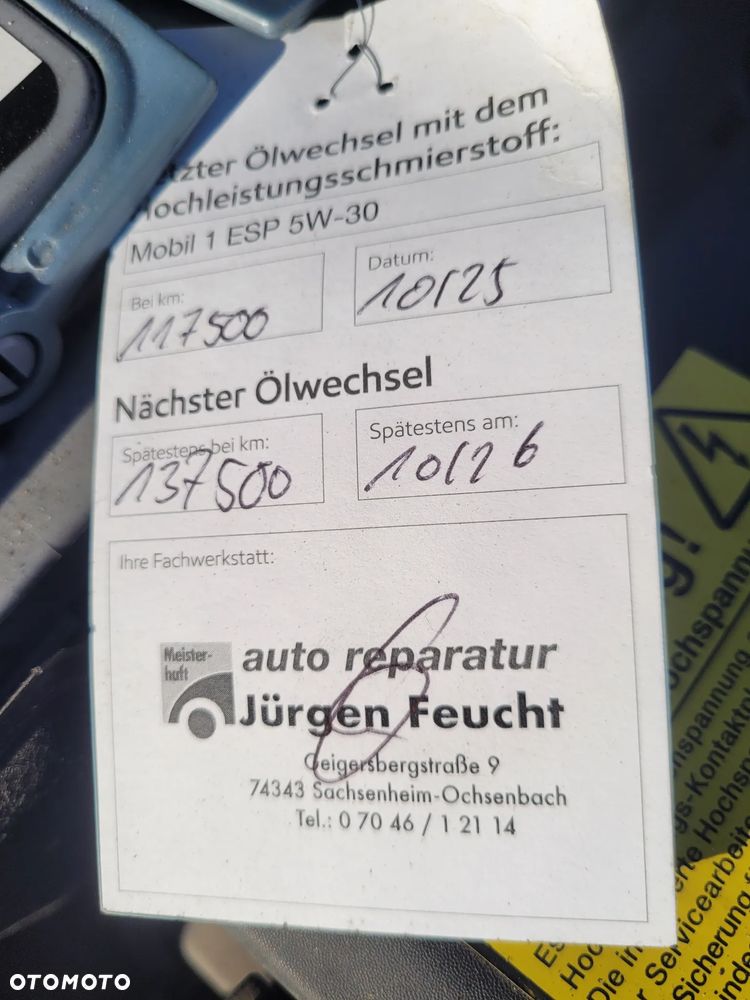 Ölwechsel mit dem
Hochleistungsschmierstoff:
Mobil 1 ESP 5W-30
Bei km:
117500
Datum:
10/25
Nächster Ölwechsel
Spätestens bei km:
137500
Spätestens am:
10/26
Ihre Fachwerkstatt:
Meister-
haft
auto reparatur
Jürgen Feucht
Geigersbergstraße 9
74343 Sachsenheim-Ochsenbach
Tel.: 0 70 46 / 1 21 14
OTOMOTO